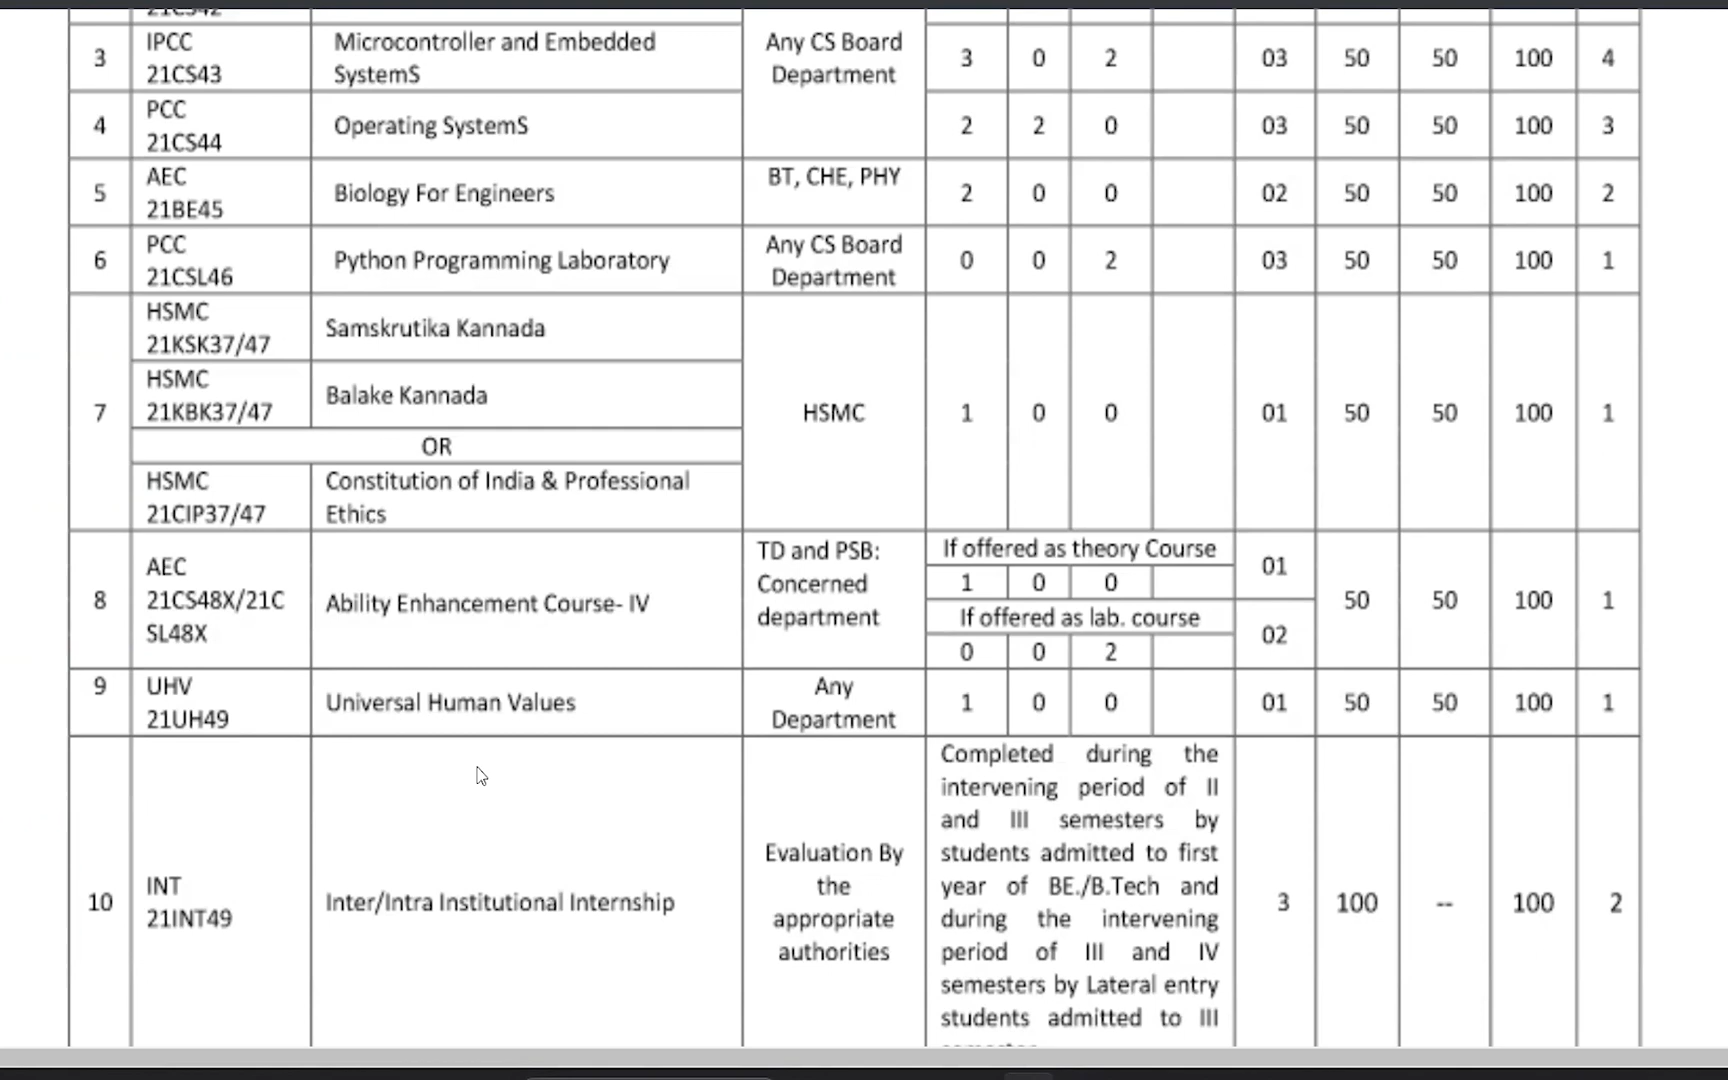 3
IPCC
21CS43
Microcontroller and Embedded
SystemS
Any CS Board
Department
3 0 2 03 50 50 100 4
4
PCC
21CS44
Operating SystemS
2 2 0 03 50 50 100 3
5
AEC
21BE45
Biology For Engineers
BT, CHE, PHY
2 0 0 02 50 50 100 2
6
PCC
21CSL46
Python Programming Laboratory
Any CS Board
Department
0 0 2 03 50 50 100 1
7
HSMC
21KSK37/47
Samskrutika Kannada
HSMC
21KBK37/47
Balake Kannada
OR
HSMC
21CIP37/47
Constitution of India & Professional
Ethics
HSMC
1 0 0 01 50 50 100 1
8
AEC
21CS48X/21C
SL48X
Ability Enhancement Course- IV
TD and PSB:
Concerned
department
If offered as theory Course
1 0 0
01
If offered as lab. course
0 0 2
02
50 50 100 1
9
UHV
21UH49
Universal Human Values
Any
Department
1 0 0 01 50 50 100 1
10
INT
21INT49
Inter/Intra Institutional Internship
Evaluation By
the
appropriate
authorities
Completed during the
intervening period of II
and III semesters by
students admitted to first
year of BE./B.Tech and
during the intervening
period of III and IV
semesters by Lateral entry
students admitted to III
3 100 -- 100 2